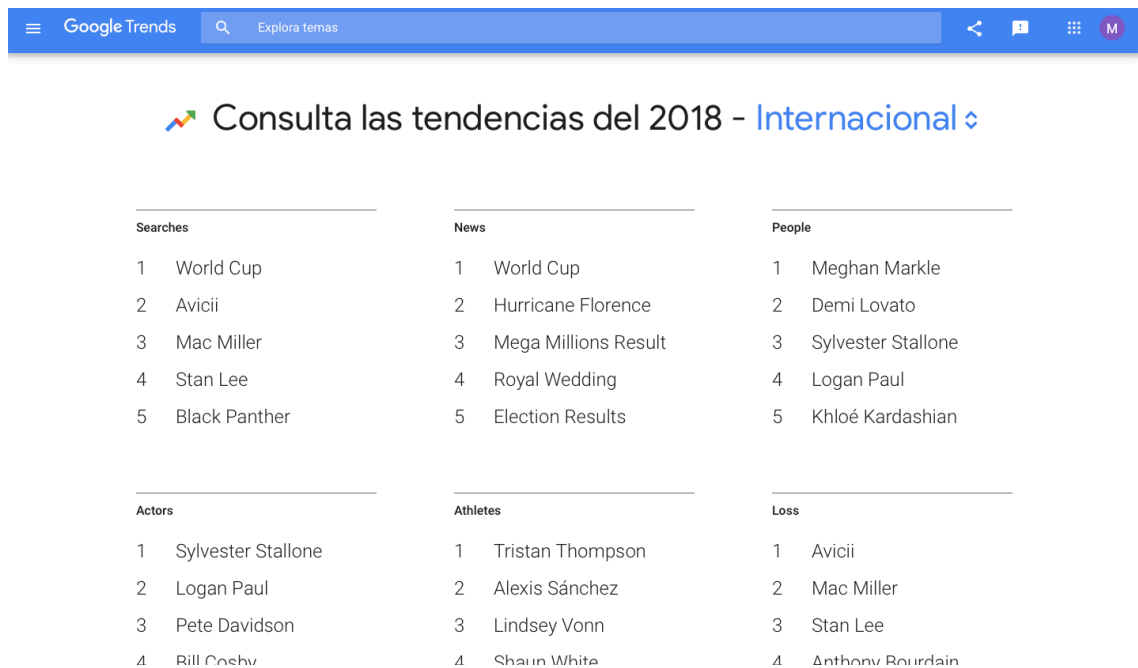 Google Trends
Explora temas
M
Consulta las tendencias del 2018 - Internacional
Searches
1 World Cup
2 Avicii
3 Mac Miller
4 Stan Lee
5 Black Panther
News
1 World Cup
2 Hurricane Florence
3 Mega Millions Result
4 Royal Wedding
5 Election Results
People
1 Meghan Markle
2 Demi Lovato
3 Sylvester Stallone
4 Logan Paul
5 Khloé Kardashian
Actors
1 Sylvester Stallone
2 Logan Paul
3 Pete Davidson
4 Bill Cosby
Athletes
1 Tristan Thompson
2 Alexis Sánchez
3 Lindsey Vonn
4 Shaun White
Loss
1 Avicii
2 Mac Miller
3 Stan Lee
4 Anthony Bourdain